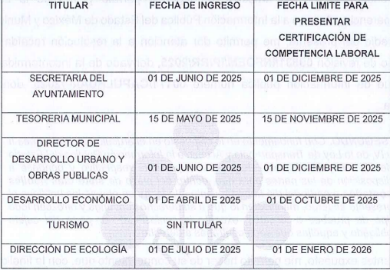 TITULAR
FECHA DE INGRESO
FECHA LIMITE PARA
PRESENTAR
CERTIFICACIÓN DE
COMPETENCIA LABORAL
SECRETARIA DEL
AYUNTAMIENTO
01 DE JUNIO DE 2025
01 DE DICIEMBRE DE 2025
TESORERIA MUNICIPAL
15 DE MAYO DE 2025
15 DE NOVIEMBRE DE 2025
DIRECTOR DE
DESARROLLO URBANO Y
OBRAS PUBLICAS
01 DE JUNIO DE 2025
01 DE DICIEMBRE DE 2025
DESARROLLO ECONÓMICO
01 DE ABRIL DE 2025
01 DE OCTUBRE DE 2025
TURISMO
SIN TITULAR
DIRECCIÓN DE ECOLOGÍA
01 DE JULIO DE 2025
01 DE ENERO DE 2026